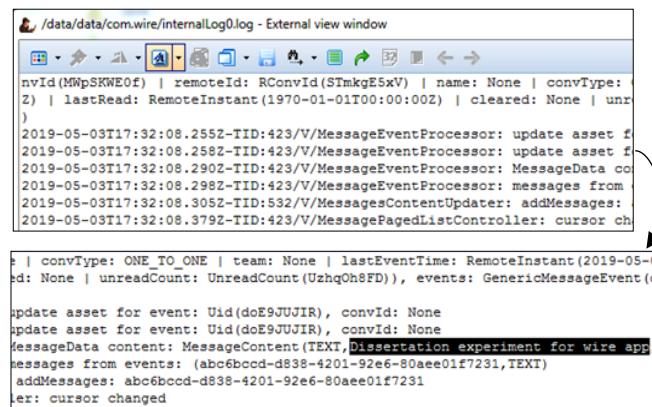 /data/data/com.wire/internalLog0.log - External view window
nvId(MWpSKWE0f) | remoteId: RConvId(STmkgE5xV) | name: None | convType:
Z) | lastRead: RemoteInstant(1970-01-01T00:00:00Z) | cleared: None | unr
)
2019-05-03T17:32:08.255Z-TID:423/V/MessageEventProcessor: update asset f
2019-05-03T17:32:08.258Z-TID:423/V/MessageEventProcessor: update asset f
2019-05-03T17:32:08.290Z-TID:423/V/MessageEventProcessor: MessageData co
2019-05-03T17:32:08.298Z-TID:423/V/MessageEventProcessor: messages from
2019-05-03T17:32:08.305Z-TID:532/V/MessagesContentUpdater: addMessages:
2019-05-03T17:32:08.379Z-TID:423/V/MessagePagedListController: cursor ch
| convType: ONE_TO_ONE | team: None | lastEventTime: RemoteInstant(2019-05-
ed: None | unreadCount: UnreadCount(UzhqOh8FD)), events: GenericMessageEvent(
update asset for event: Uid(doE9JUJIR), convId: None
update asset for event: Uid(doE9JUJIR), convId: None
MessageData content: MessageContent(TEXT,Dissertation experiment for wire app
messages from events: (abc6bccd-d838-4201-92e6-80aee01f7231,TEXT)
addMessages: abc6bccd-d838-4201-92e6-80aee01f7231
ler: cursor changed